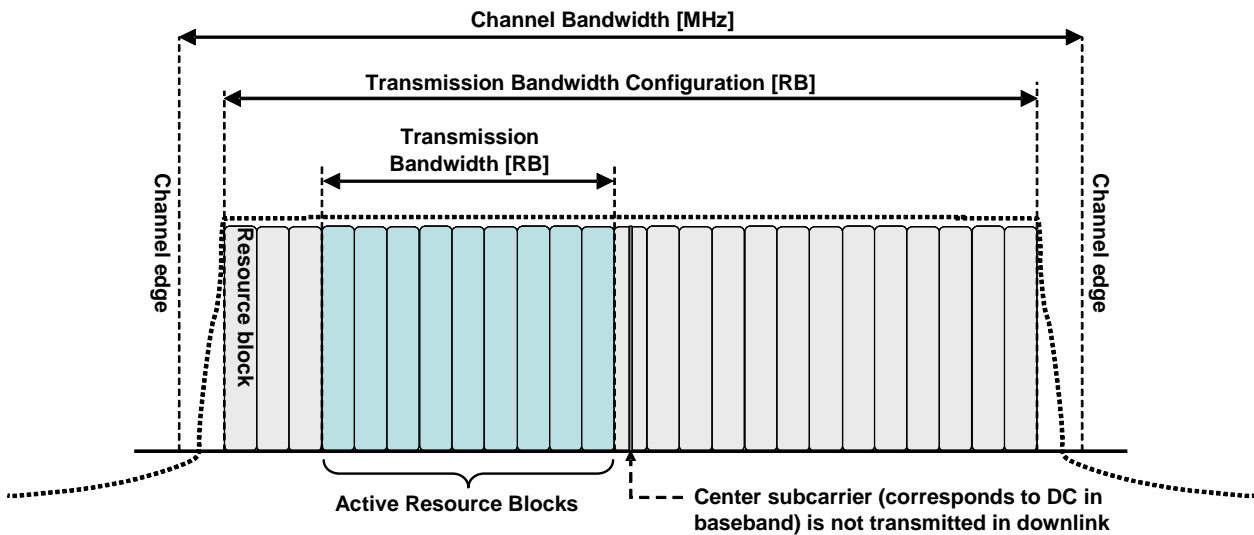 Channel Bandwidth [MHz]
Transmission Bandwidth Configuration [RB]
Transmission
Bandwidth [RB]
Channel edge
Channel edge
Resource block
Active Resource Blocks
Center subcarrier (corresponds to DC in
baseband) is not transmitted in downlink